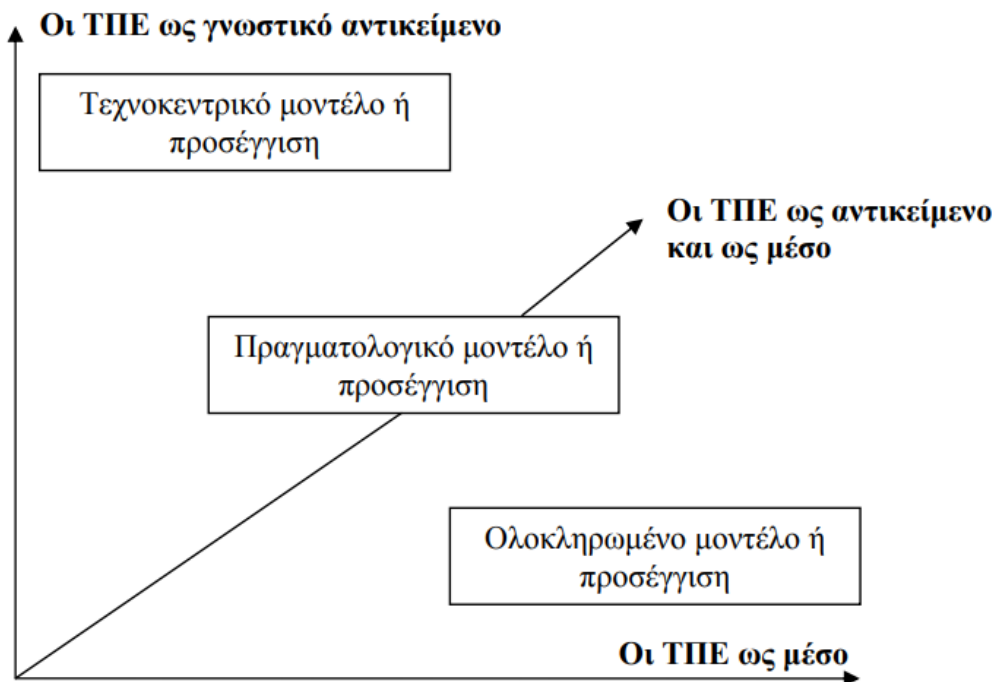 Οι ΤΠΕ ως γνωστικό αντικείμενο
Τεχνοκεντρικό μοντέλο ή
προσέγγιση
Οι ΤΠΕ ως αντικείμενο
και ως μέσο
Πραγματολογικό μοντέλο ή
προσέγγιση
Ολοκληρωμένο μοντέλο ή
προσέγγιση
Οι ΤΠΕ ως μέσο